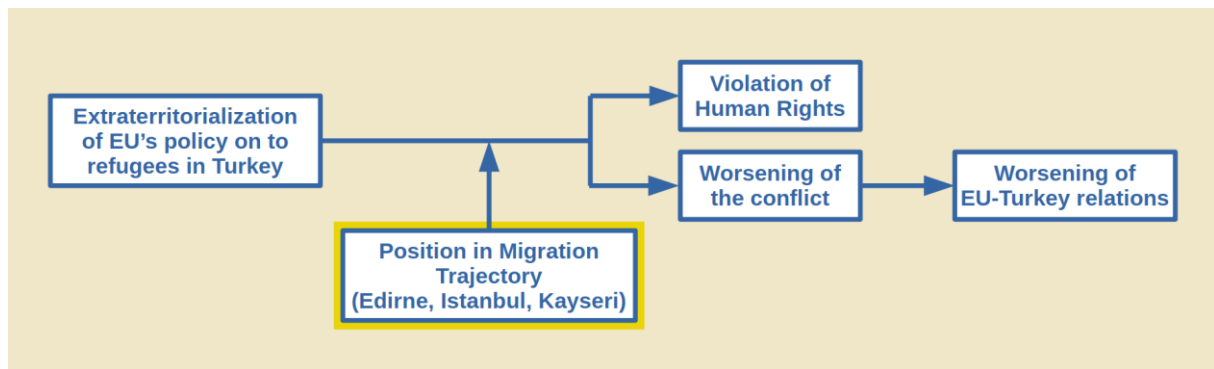 Extraterritorialization
of EU’s policy on to
refugees in Turkey
Violation of
Human Rights
Worsening of
the conflict
Worsening of
EU-Turkey relations
Position in Migration
Trajectory
(Edirne, Istanbul, Kayseri)